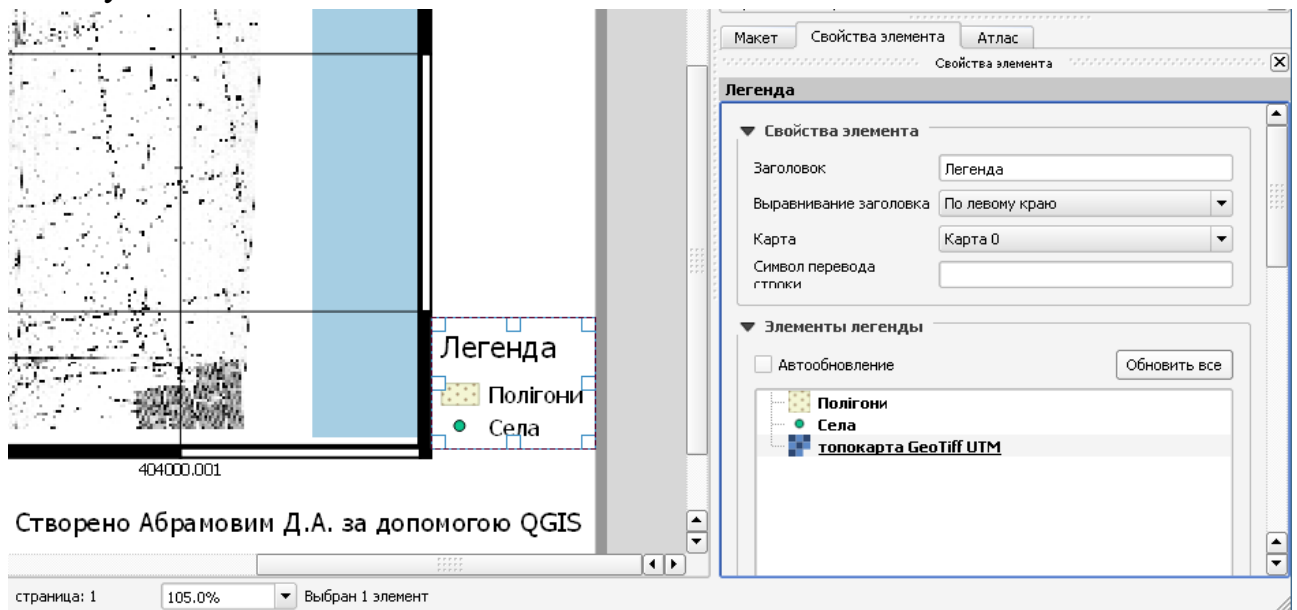 Макет Свойства элемента Атлас
Свойства элемента
Легенда
Свойства элемента
Заголовок Легенда
Выравнивание заголовка По левому краю
Карта Карта 0
Символ перевода
строки
Элементы легенды
Автообновление Обновить все
Полігони
Села
топокарта GeoTiff UTM
Легенда
Полігони
Села
404000.001
Створено Абрамовим Д.А. за допомогою QGIS
страница: 1 105.0% Выбран 1 элемент